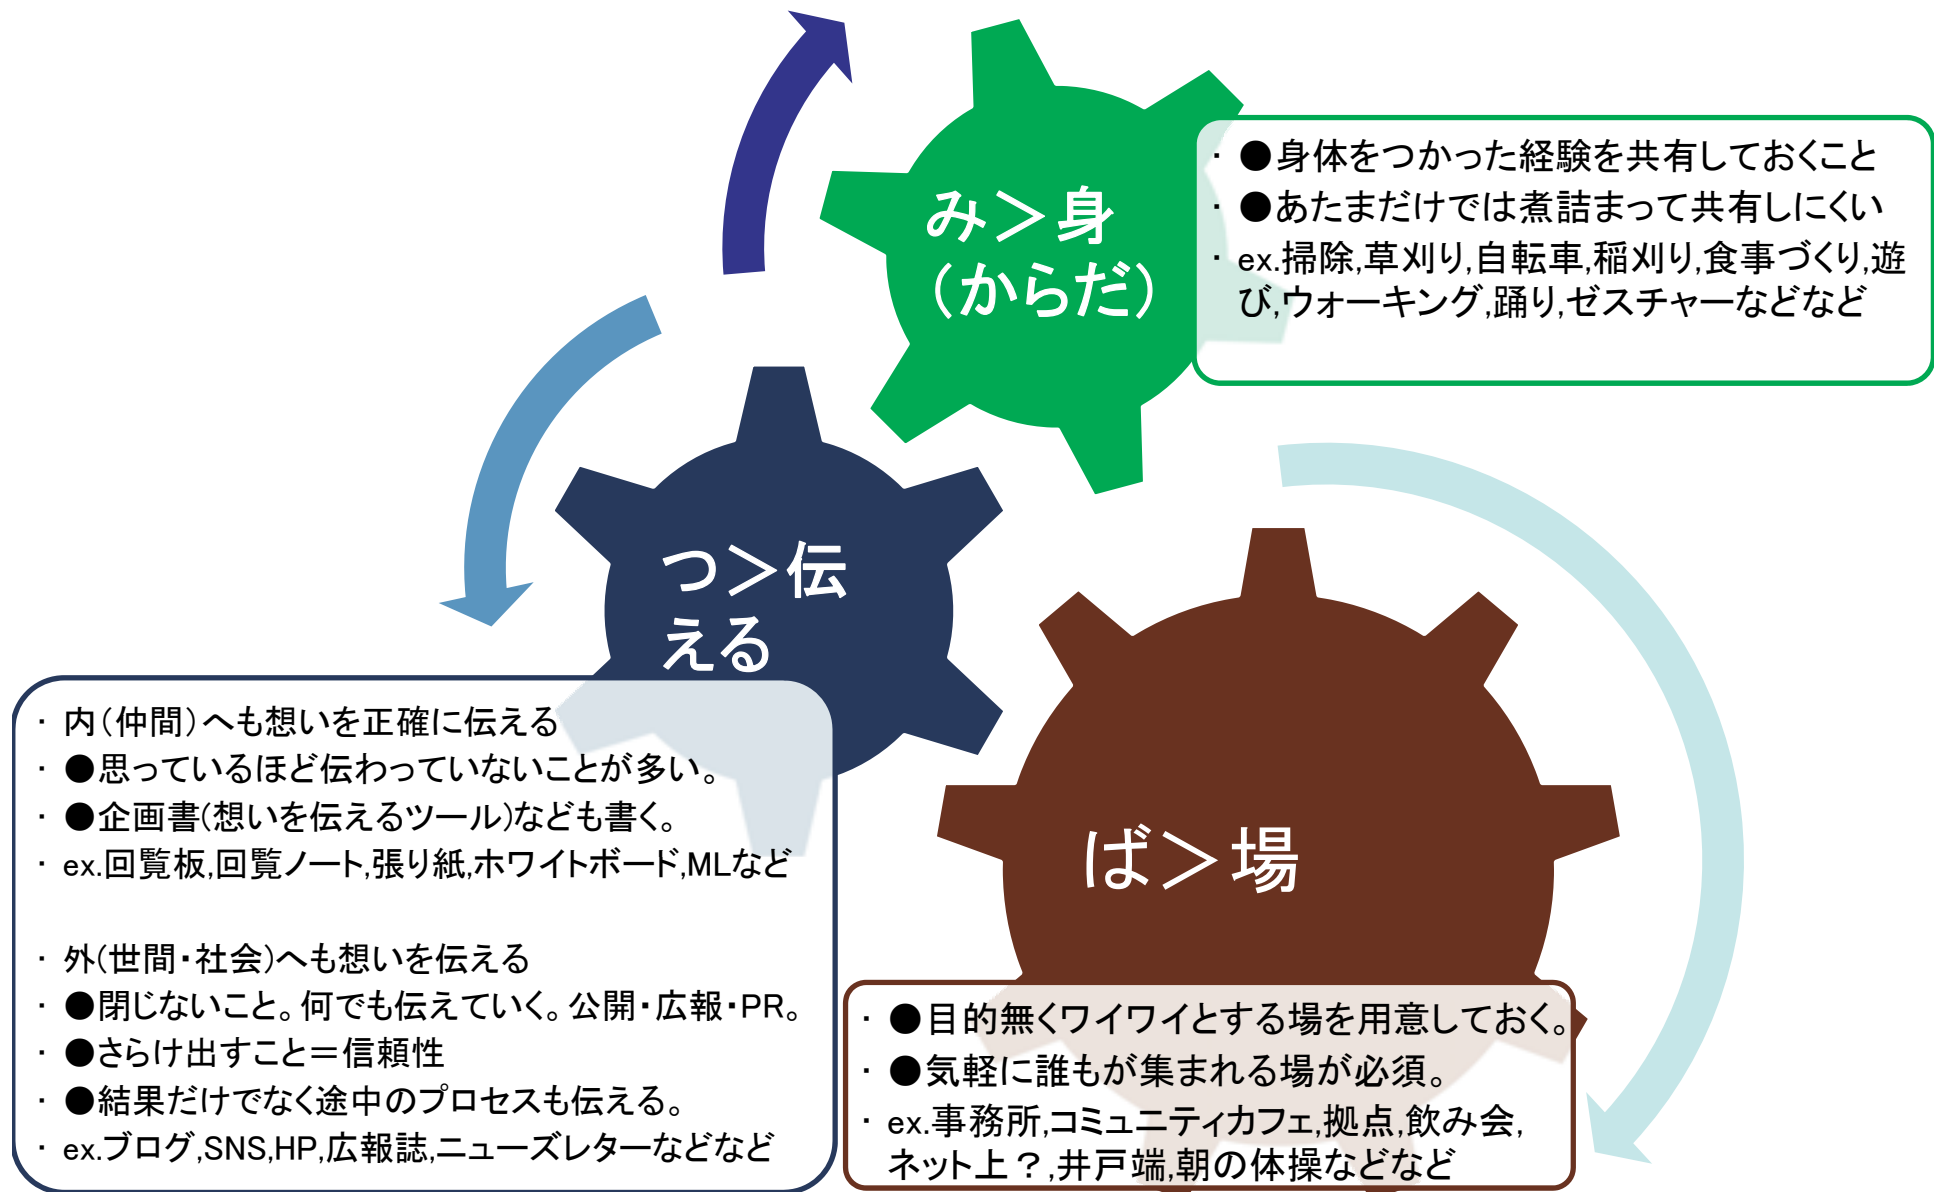 み＞身
（からだ）
・ ●身体をつかった経験を共有しておくこと
・ ●あたまだけでは煮詰まって共有しにくい
・ ex.掃除,草刈り,自転車,稲刈り,食事づくり,遊
び,ウォーキング,踊り,ゼスチャーなどなど
つ＞伝
える
・ 内（仲間）へも想いを正確に伝える
・ ●思っているほど伝わっていないことが多い。
・ ●企画書(想いを伝えるツール)なども書く。
・ ex.回覧板,回覧ノート,張り紙,ホワイトボード,MLなど
・ 外(世間・社会)へも想いを伝える
・ ●閉じないこと。何でも伝えていく。公開・広報・PR。
・ ●さらけ出すこと＝信頼性
・ ●結果だけでなく途中のプロセスも伝える。
・ ex.ブログ,SNS,HP,広報誌,ニューズレターなどなど
ば＞場
・ ●目的無くワイワイとする場を用意しておく。
・ ●気軽に誰もが集まれる場が必須。
・ ex.事務所,コミュニティカフェ,拠点,飲み会,
ネット上？,井戸端,朝の体操などなど